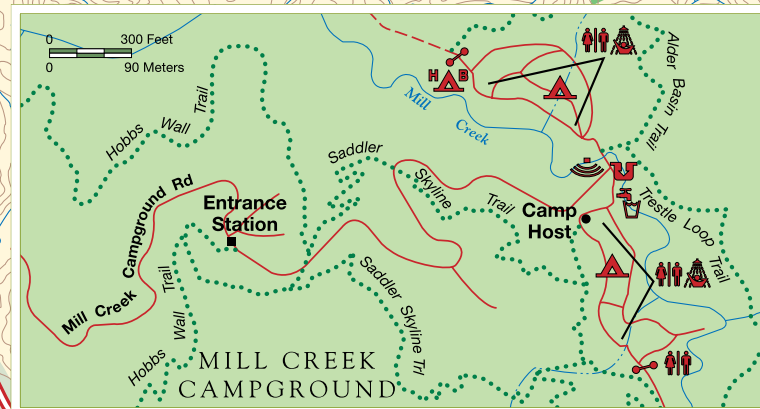 0 300 Feet
0 90 Meters
Hobbs Wall Trail
H B
Mill Creek
Alder Basin Trail
Saddler Skyline Trail
Mill Creek Campground Rd
Entrance
Station
Camp
Host
Trestle Loop Trail
Hobbs Wall Trail
Saddler Skyline Trl
MILL CREEK
CAMPGROUND